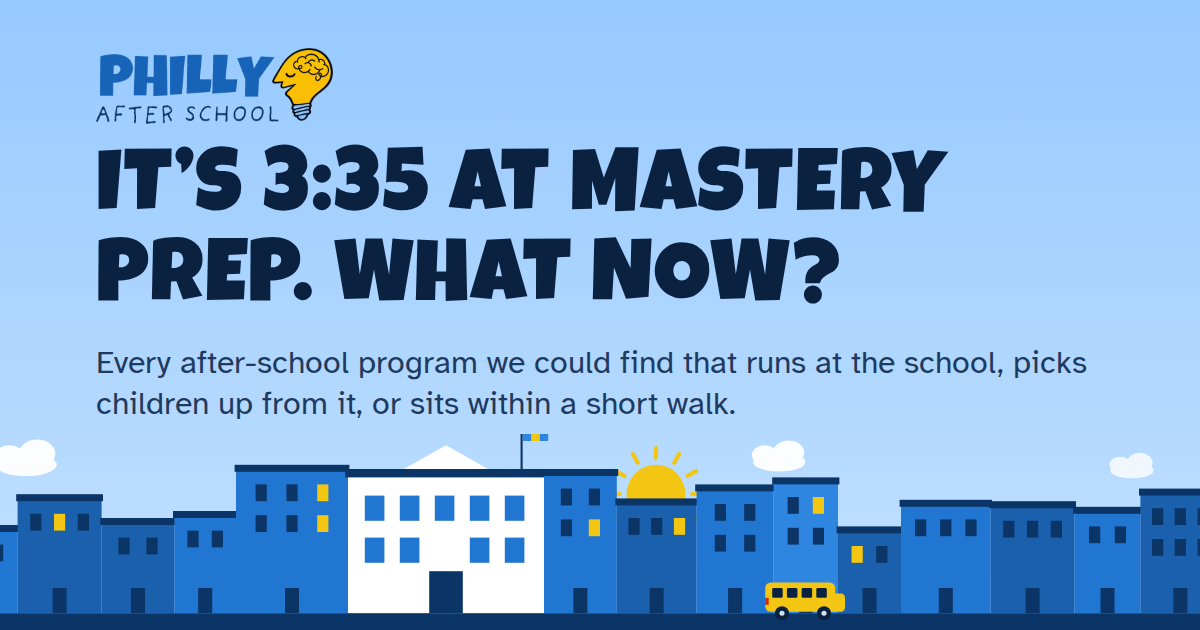 PHILLY
AFTER SCHOOL
IT’S 3:35 AT MASTERY
PREP. WHAT NOW?
Every after-school program we could find that runs at the school, picks
children up from it, or sits within a short walk.